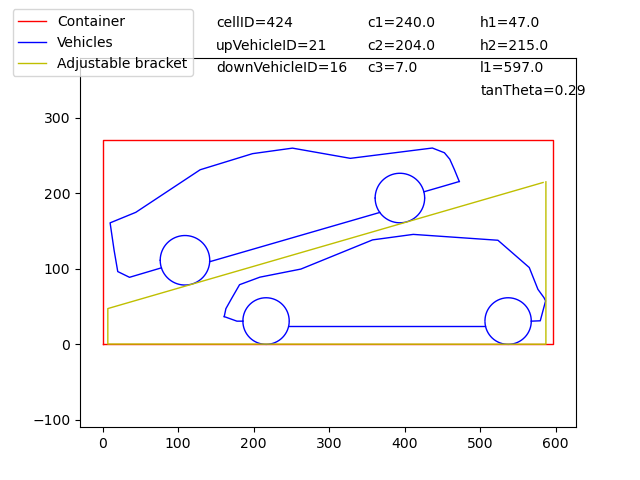 Container
Vehicles
Adjustable bracket
cellID=424
upVehicleID=21
downVehicleID=16
c1=240.0
c2=204.0
c3=7.0
h1=47.0
h2=215.0
l1=597.0
tanTheta=0.29
300
200
100
0
−100
0 100 200 300 400 500 600